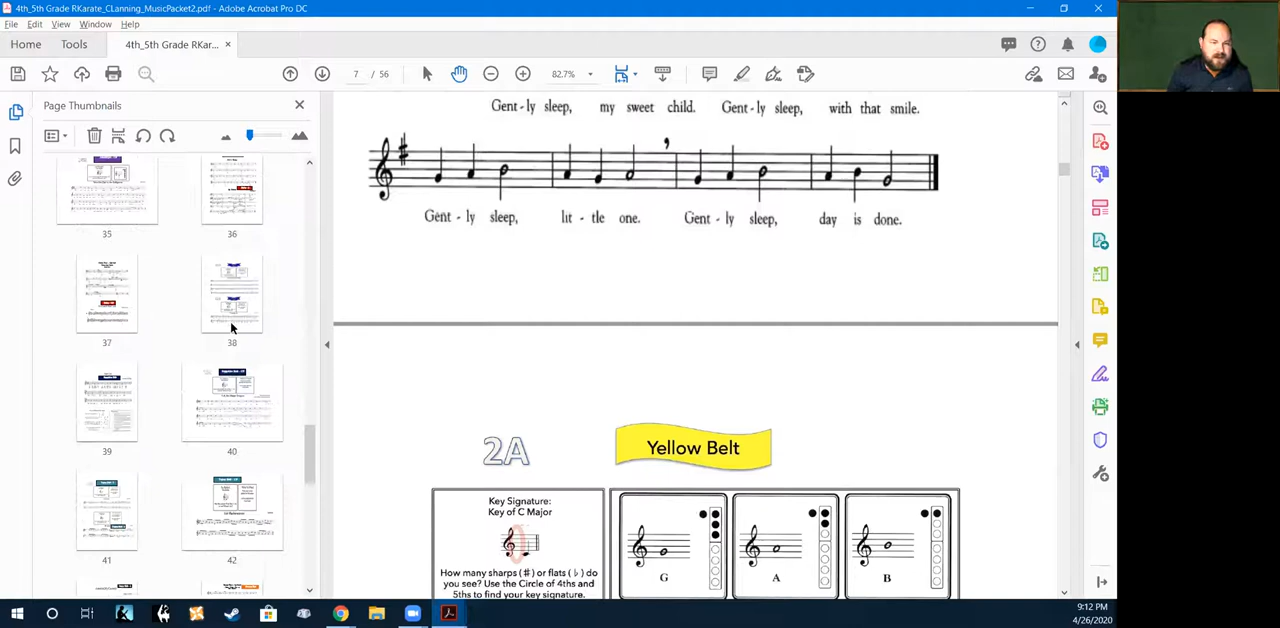 4th_5th Grade RKarate_CLanning_MusicPacket2.pdf - Adobe Acrobat Pro DC
File Edit View Window Help
Home Tools 4th_5th Grade RKar... ×
7 / 56 82.7%
Page Thumbnails
35 36
37 38
39 40
41 42
Gent - ly sleep, my sweet child. Gent - ly sleep, with that smile.
Gent - ly sleep, lit - tle one. Gent - ly sleep, day is done.
2A Yellow Belt
Key Signature:
Key of C Major
How many sharps (♯) or flats (♭) do
you see? Use the Circle of 4ths and
5ths to find your key signature.
G A B
9:12 PM
4/26/2020